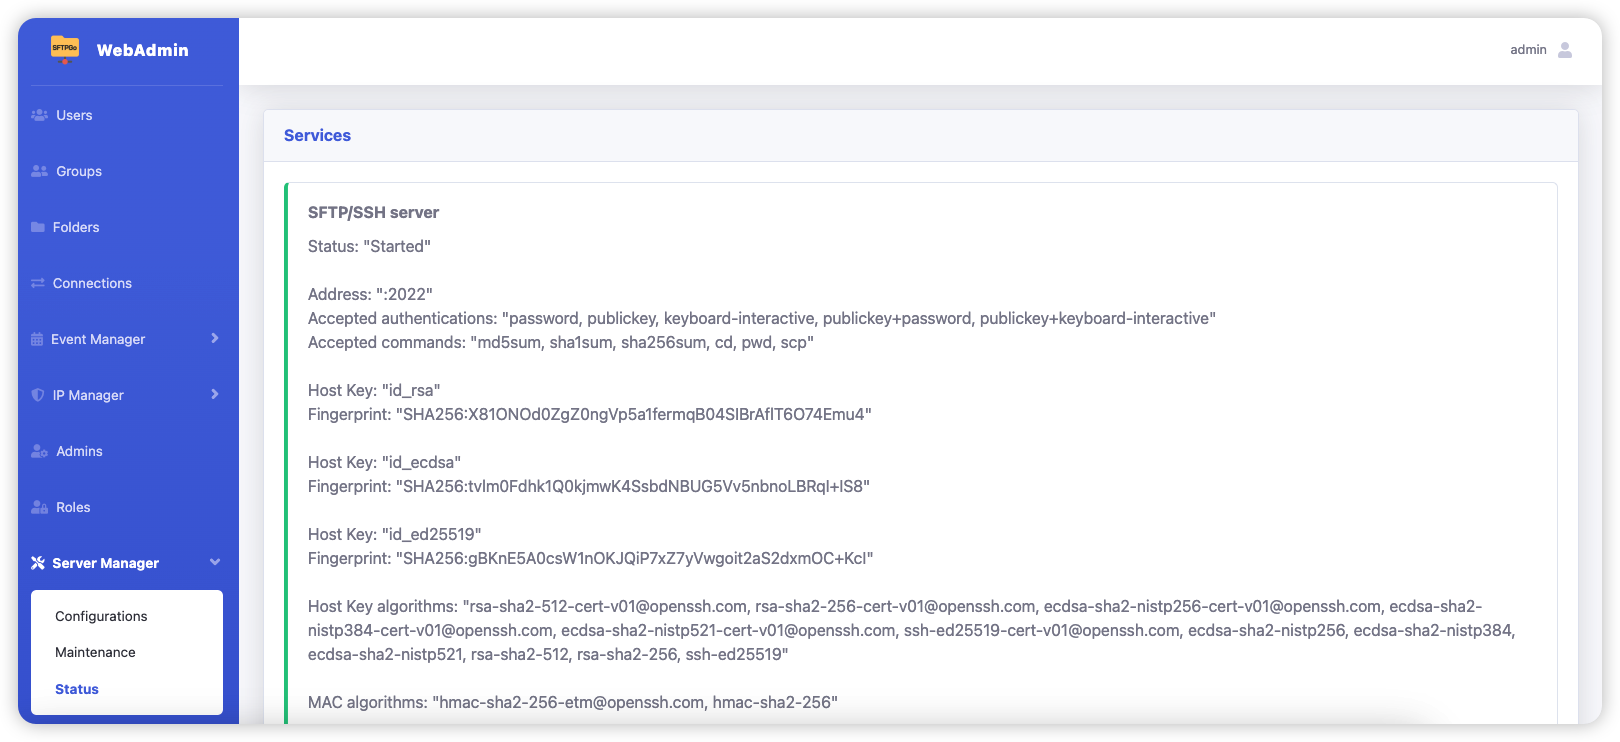 SFTPGo
WebAdmin
admin
Users
Groups
Folders
Connections
Event Manager
IP Manager
Admins
Roles
Server Manager
Configurations
Maintenance
Status
Services
SFTP/SSH server
Status: "Started"
Address: ":2022"
Accepted authentications: "password, publickey, keyboard-interactive, publickey+password, publickey+keyboard-interactive"
Accepted commands: "md5sum, sha1sum, sha256sum, cd, pwd, scp"
Host Key: "id_rsa"
Fingerprint: "SHA256:X81ONOd0ZgZ0ngVp5a1fermqB04SIBrAfIT6O74Emu4"
Host Key: "id_ecdsa"
Fingerprint: "SHA256:tvlm0Fdhk1Q0kjmwK4SsbdNBUG5Vv5nbnoLBRqI+lS8"
Host Key: "id_ed25519"
Fingerprint: "SHA256:gBKnE5A0csW1nOKJQiP7xZ7yVwgoit2aS2dxmOC+KcI"
Host Key algorithms: "rsa-sha2-512-cert-v01@openssh.com, rsa-sha2-256-cert-v01@openssh.com, ecdsa-sha2-nistp256-cert-v01@openssh.com, ecdsa-sha2-
nistp384-cert-v01@openssh.com, ecdsa-sha2-nistp521-cert-v01@openssh.com, ssh-ed25519-cert-v01@openssh.com, ecdsa-sha2-nistp256, ecdsa-sha2-nistp384,
ecdsa-sha2-nistp521, rsa-sha2-512, rsa-sha2-256, ssh-ed25519"
MAC algorithms: "hmac-sha2-256-etm@openssh.com, hmac-sha2-256"